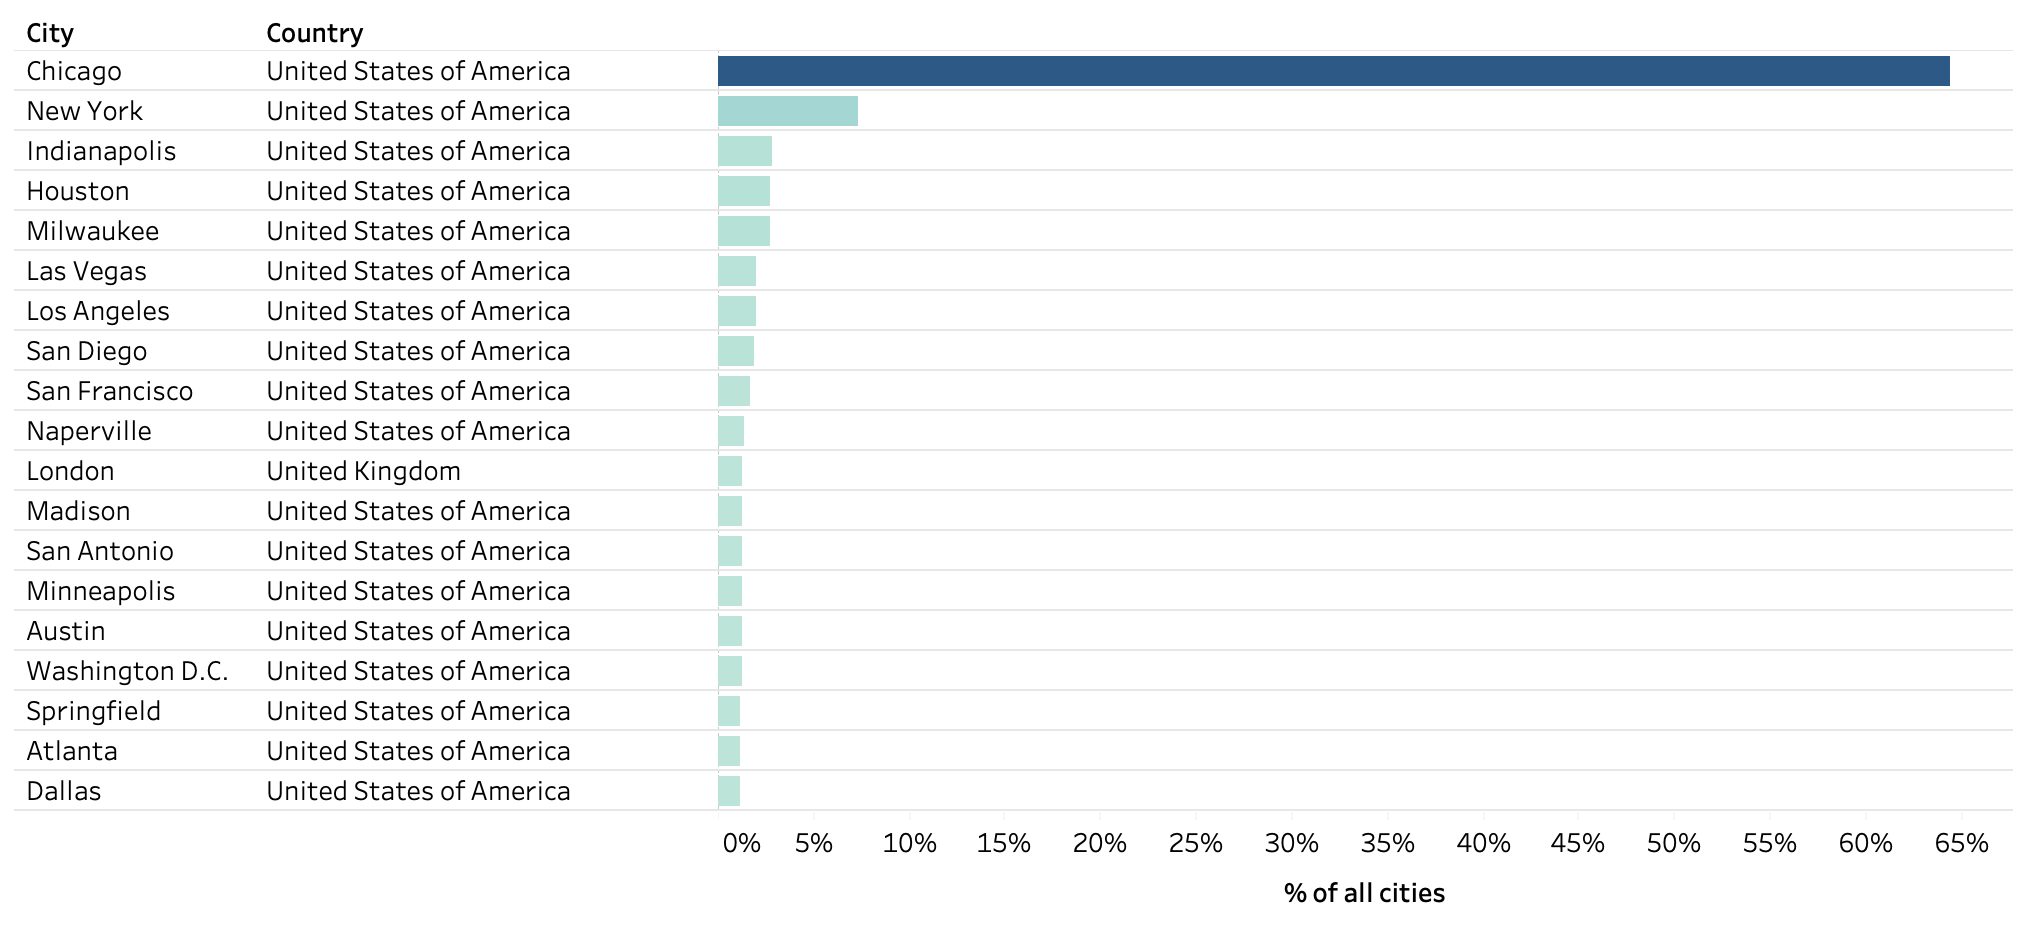 City Country
Chicago United States of America
New York United States of America
Indianapolis United States of America
Houston United States of America
Milwaukee United States of America
Las Vegas United States of America
Los Angeles United States of America
San Diego United States of America
San Francisco United States of America
Naperville United States of America
London United Kingdom
Madison United States of America
San Antonio United States of America
Minneapolis United States of America
Austin United States of America
Washington D.C. United States of America
Springfield United States of America
Atlanta United States of America
Dallas United States of America
0% 5% 10% 15% 20% 25% 30% 35% 40% 45% 50% 55% 60% 65%
% of all cities